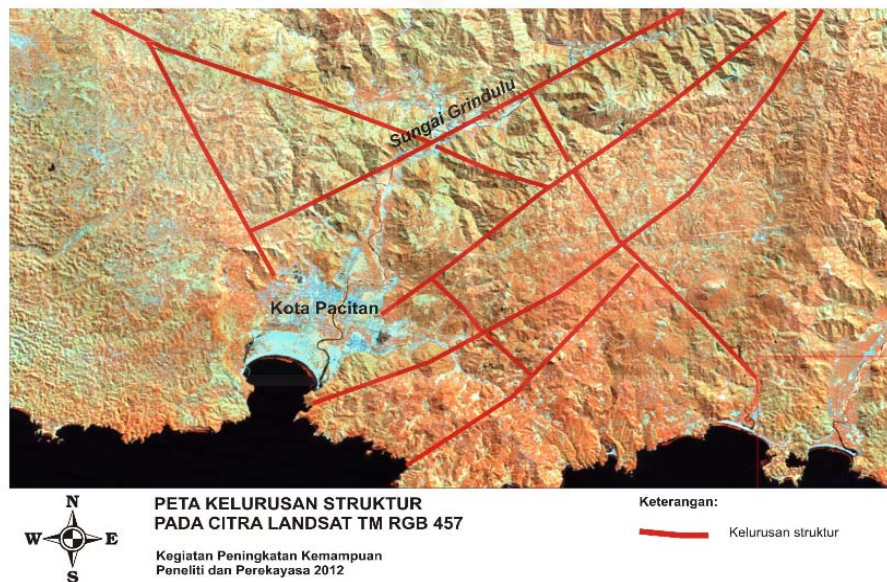 Sungai Grindulu
Kota Pacitan
N
W E
S
PETA KELURUSAN STRUKTUR
PADA CITRA LANDSAT TM RGB 457
Kegiatan Peningkatan Kemampuan
Peneliti dan Perekayasa 2012
Keterangan:
Kelurusan struktur